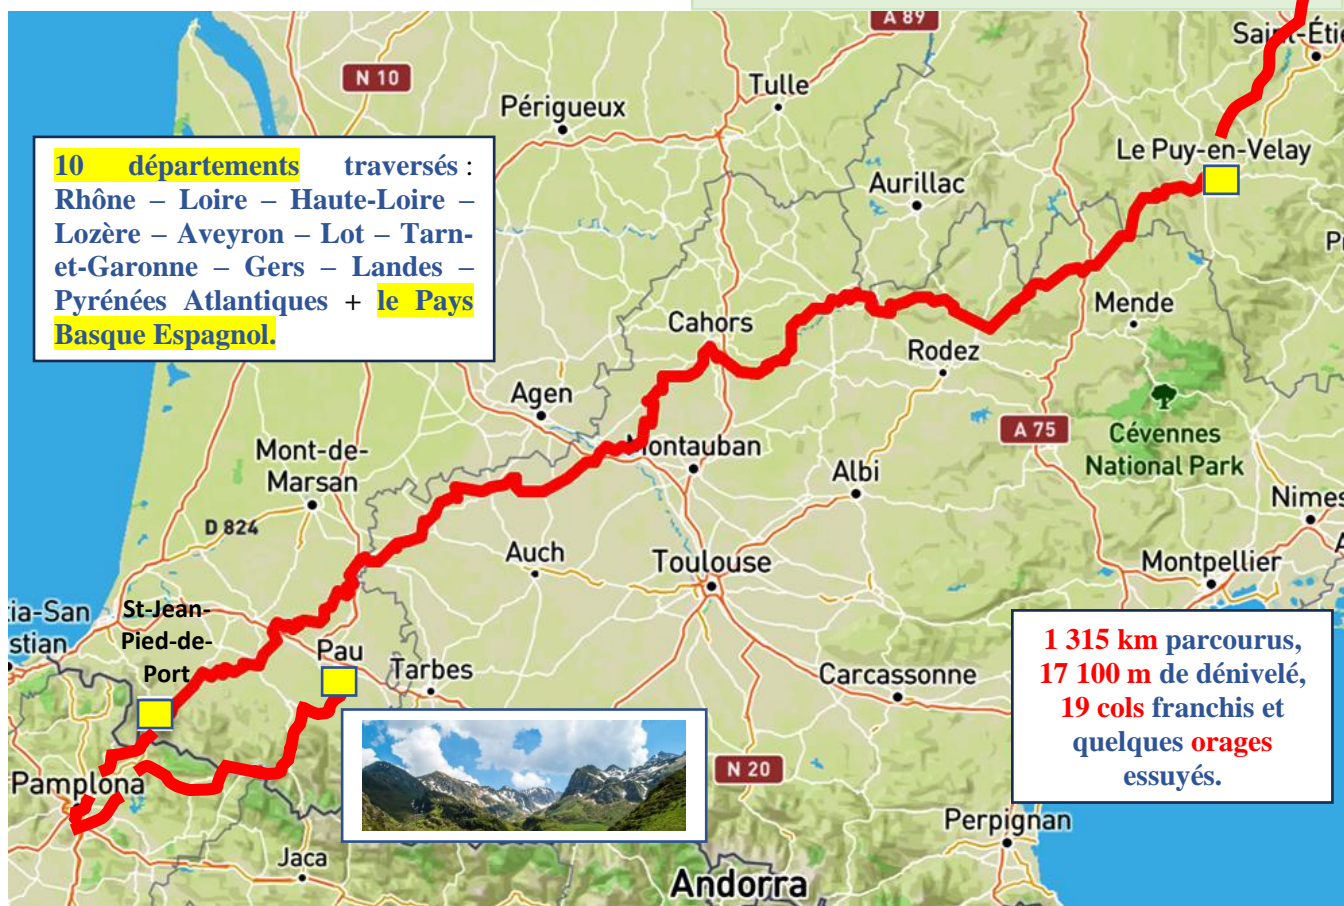 A 89
Saint-Étie
N 10
Tulle
Périgueux
10 départements traversés :
Rhône – Loire – Haute-Loire –
Lozère – Aveyron – Lot – Tarn-
et-Garonne – Gers – Landes –
Pyrénées Atlantiques + le Pays
Basque Espagnol.
Le Puy-en-Velay
Aurillac
Mende
Cahors
Rodez
Agen
A 75
Cévennes
National Park
Montauban
Mont-de-
Marsan
Albi
Nimes
D 824
Auch
Toulouse
Montpellier
tia-San
stian
St-Jean-
Pied-de-
Port
Pau
Tarbes
Carcassonne
1 315 km parcourus,
17 100 m de dénivelé,
19 cols franchis et
quelques orages
essuyés.
Pamplona
N 20
Perpignan
Jaca
Andorra